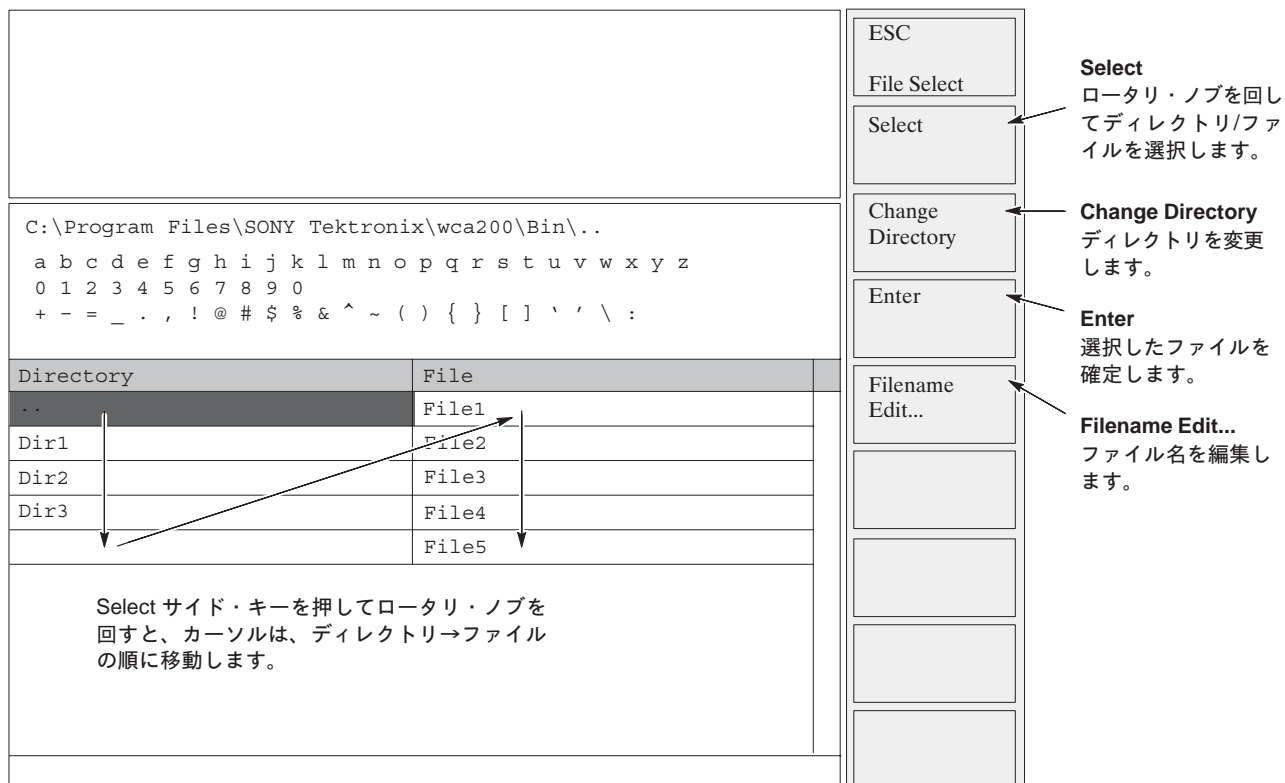 C:\Program Files\SONY Tektronix\wca200\Bin\..
a b c d e f g h i j k l m n o p q r s t u v w x y z
0 1 2 3 4 5 6 7 8 9 0
+ - = _ . , ! @ # $ % & ^ ~ ( ) { } [ ] ‘ ’ \ :
Directory File
.. File1
Dir1 File2
Dir2 File3
Dir3 File4
File5
Select サイド・キーを押してロータリ・ノブを
回すと、カーソルは、ディレクトリ→ファイル
の順に移動します。
ESC
File Select
Select
Change
Directory
Enter
Filename
Edit...
Select
ロータリ・ノブを回し
てディレクトリ/ファ
イルを選択します。
Change Directory
ディレクトリを変更
します。
Enter
選択したファイルを
確定します。
Filename Edit...
ファイル名を編集し
ます。